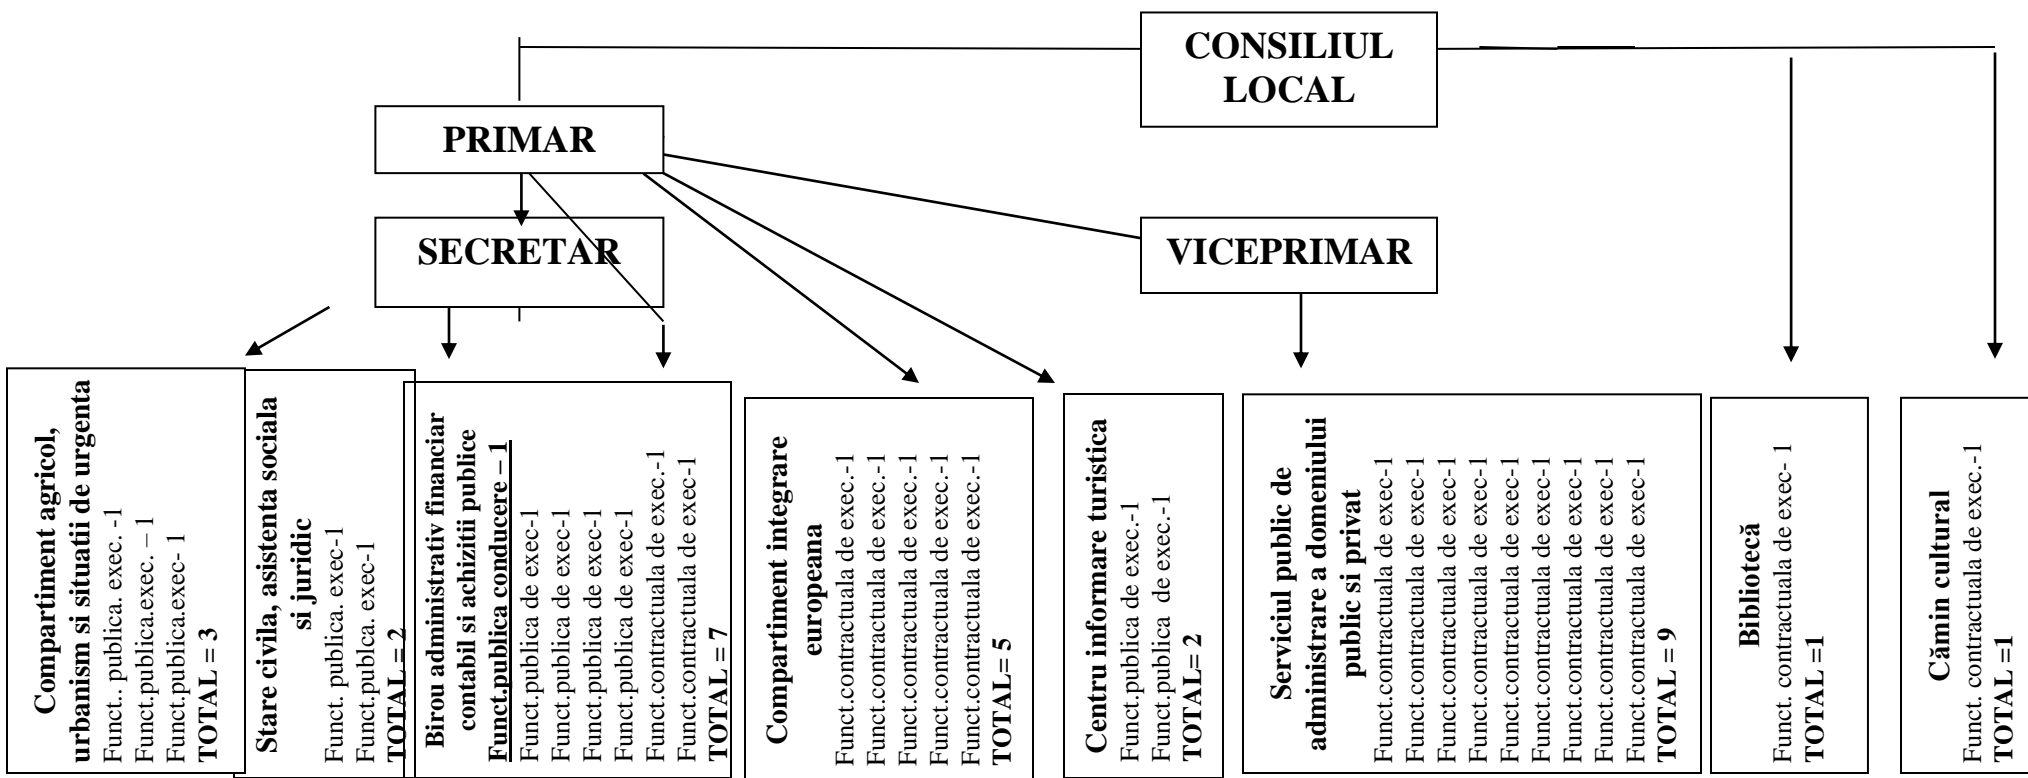 CONSILIUL
LOCAL
PRIMAR
SECRETAR
VICEPRIMAR
Compartiment agricol,
urbanism si situatii de urgenta
Funct.. publica. exec. -1
Funct.publica.exec. – 1
Funct.publica.exec- 1
TOTAL = 3
Stare civila, asistenta sociala
si juridic
Funct. publica. exec-1
Funct.publca. exec-1
TOTAL = 2
Birou administrativ financiar
contabil si achizitii publice
Funct.publica conducere – 1
Funct.publica de exec-1
Funct.publica de exec-1
Funct.publica de exec-1
Funct.publica de exec-1
Funct.contractuala de exec.-1
Funct.contractuala de exec-1
TOTAL = 7
Compartiment integrare
europeana
Funct.contractuala de exec.-1
Funct.contractuala de exec.-1
Funct.contractuala de exec.-1
Funct.contractuala de exec.-1
Funct.contractuala de exec.-1
TOTAL= 5
Centru informare turistica
Funct.publica de exec.-1
Funct.publica de exec.-1
TOTAL= 2
Serviciul public de
administrare a domeniului
public si privat
Funct.contractuala de exec-1
Funct.contractuala de exec-1
Funct.contractuala de exec-1
Funct.contractuala de exec-1
Funct.contractuala de exec-1
Funct.contractuala de exec-1
Funct.contractuala de exec-1
Funct.contractuala de exec-1
Funct.contractuala de exec-1
TOTAL = 9
Bibliotecă
Funct. contractuala de exec- 1
TOTAL =1
Cămin cultural
Funct. contractuala de exec.-1
TOTAL =1